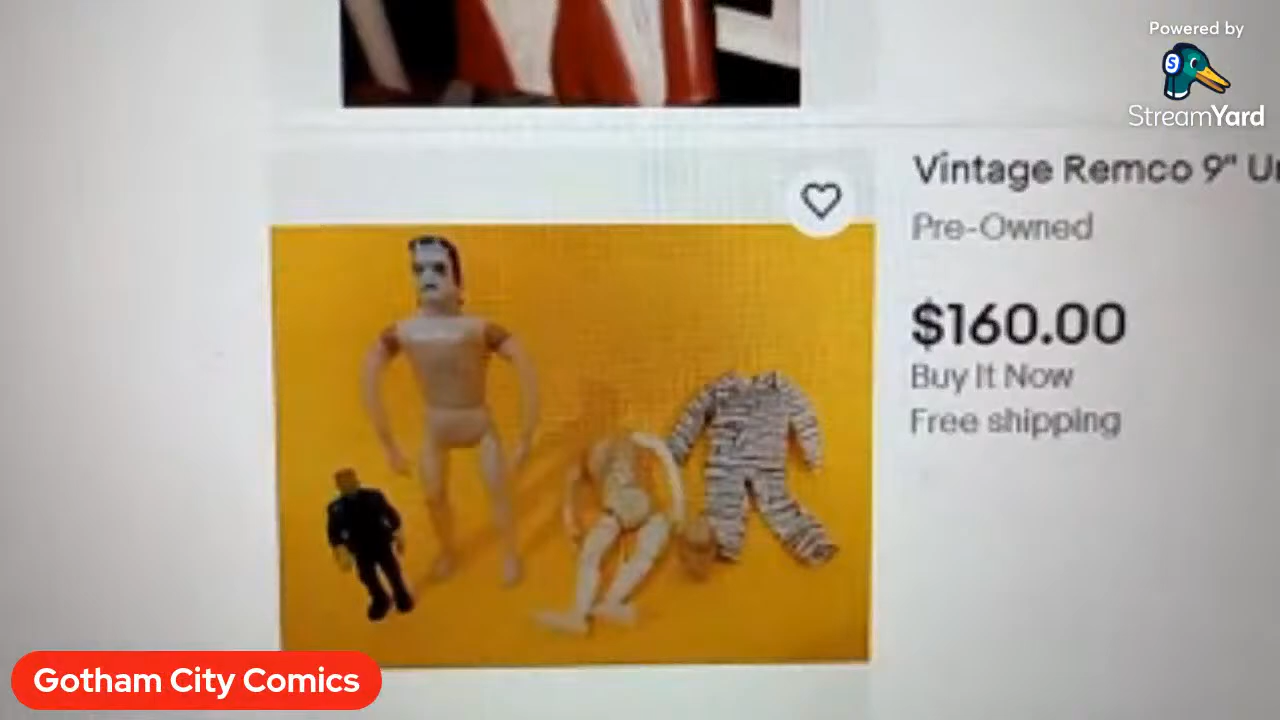 Powered by
StreamYard
Vintage Remco 9"
Pre-Owned
$160.00
Buy It Now
Free shipping
Gotham City Comics